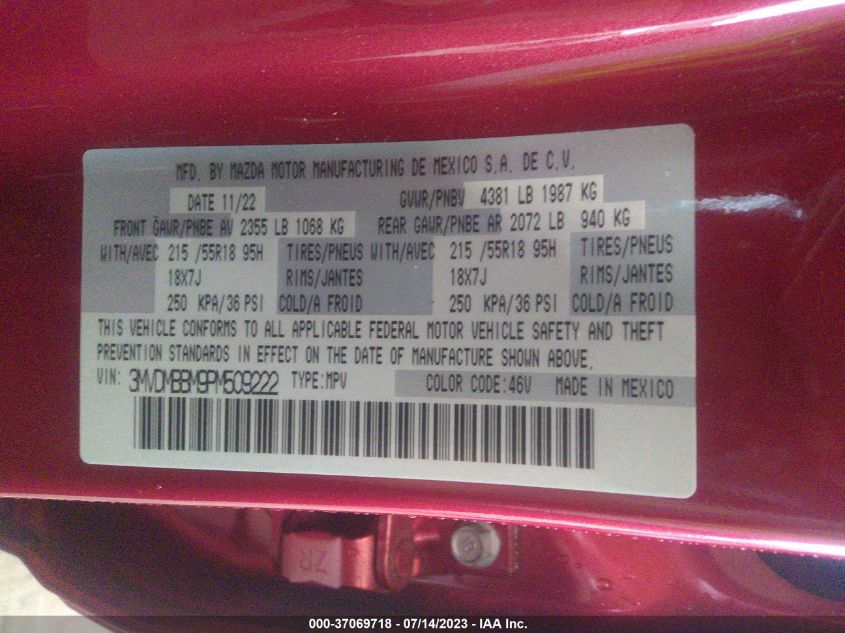 MFD. BY MAZDA MOTOR MANUFACTURING DE MEXICO S.A. DE C.V.
DATE 11/22 GVWR/PNBV 4381 LB 1987 KG
FRONT GAWR/PNBE AV 2355 LB 1068 KG REAR GAWR/PNBE AR 2072 LB 940 KG
WITH/AVEC 215 /55R18 95H TIRES/PNEUS WITH/AVEC 215 /55R18 95H TIRES/PNEUS
18X7J RIMS/JANTES 18X7J RIMS/JANTES
250 KPA/36 PSI COLD/A FROID 250 KPA/36 PSI COLD/A FROID
THIS VEHICLE CONFORMS TO ALL APPLICABLE FEDERAL MOTOR VEHICLE SAFETY AND THEFT
PREVENTION STANDARDS IN EFFECT ON THE DATE OF MANUFACTURE SHOWN ABOVE.
VIN: 3MVDMBBM9PM509222 TYPE:MPV COLOR CODE:46V MADE IN MEXICO
ZR
000-37069718 - 07/14/2023 - IAA Inc.